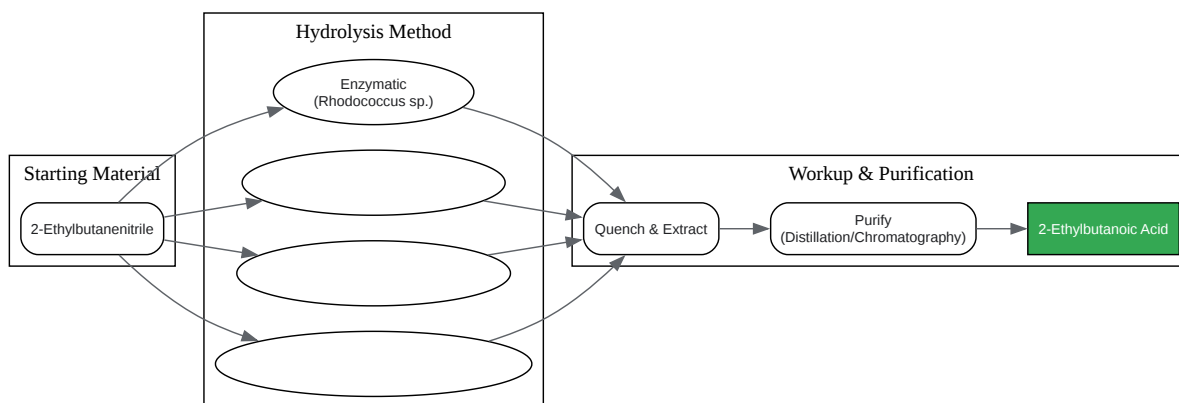 Hydrolysis Method
Enzymatic
(Rhodococcus sp.)
Starting Material
2-Ethylbutanenitrile
Workup & Purification
Quench & Extract
Purify
(Distillation/Chromatography)
2-Ethylbutanoic Acid